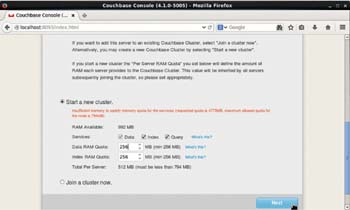 Couchbase Console (4.1.0-5005) - Mozilla Firefox
Couchbase Console (...
localhost:8091/index.html
Google
If you want to add this server to an existing Couchbase Cluster, select "Join a cluster now".
Alternatively, you may create a new Couchbase Cluster by selecting "Start a new cluster".
If you start a new cluster the "Per Server RAM Quota" you set below will define the amount of
RAM each server provides to the Couchbase Cluster. This value will be inherited by all servers
subsequently joining the cluster, so please set appropriately.
Start a new cluster.
Insufficient memory to satisfy memory quota for the services (requested quota is
maximum allowed quota for
the node is 794MB).
RAM Available: 992 MB
Services: Data Index Query What's this?
Data RAM Quota: 256 MB (min 256 MB) What's this?
Index RAM Quota: 256 MB (min 256 MB) What's this?
Total Per Server: 512 MB (must be less than 794 MB)
Join a cluster now.
Next